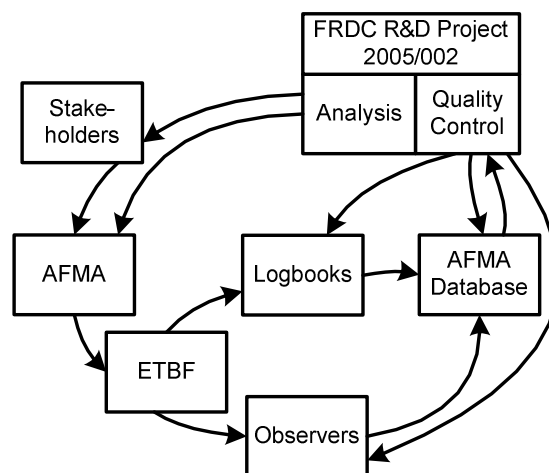 FRDC R&D Project
2005/002
Analysis
Quality
Control
Stake–
holders
AFMA
Logbooks
AFMA
Database
ETBF
Observers